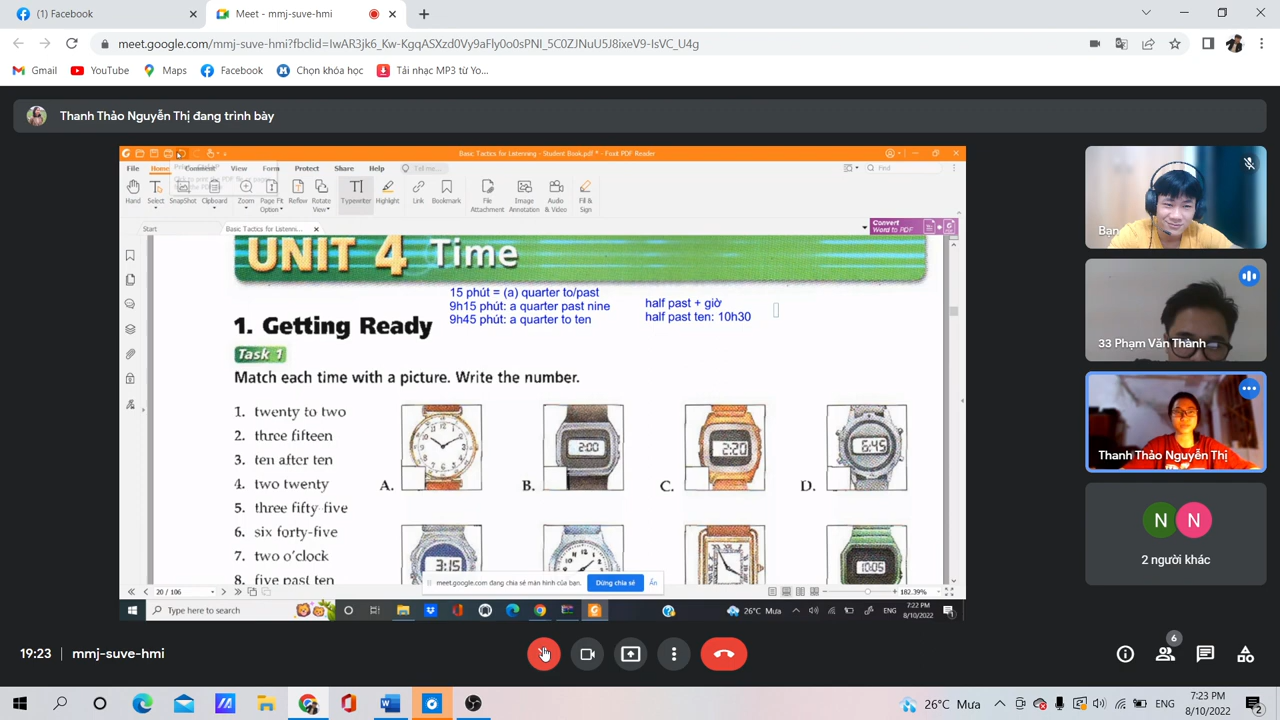 (1) Facebook
Meet - mmj-suve-hmi
meet.google.com/mmj-suve-hmi?fbclid=IwAR3jk6_Kw-KgqASXzd0Vy9aFly0o0sPNI_5C0ZJNuU5J8ixeV9-IsVC_U4g
Gmail
YouTube
Maps
Facebook
Chọn khóa học
Tải nhạc MP3 từ Yo...
Thanh Thảo Nguyễn Thị đang trình bày
Basic Tactics for Listening - Student Book.pdf * - Foxit PDF Reader
File Home Comment View Form Protect Share Help Tell me... Find
Hand Select SnapShot Clipboard Zoom Page Fit Option Reflow Rotate View Typewriter Highlight Link Bookmark File Attachment Image Annotation Audio & Video Fill & Sign
Start
Basic Tactics for Listenin...
Convert Word to PDF
UNIT 4 Time
15 phút = (a) quarter to/past
9h15 phút: a quarter past nine
9h45 phút: a quarter to ten
half past + giờ
half past ten: 10h30
1. Getting Ready
Task 1
Match each time with a picture. Write the number.
1. twenty to two
2. three fifteen
3. ten after ten
4. two twenty
5. three fifty-five
6. six forty-five
7. two o'clock
8. five past ten
A.
B. 2:00
C. 2:20
D. 6:45
3:15
10:05
meet.google.com đang chia sẻ màn hình của bạn.
Dừng chia sẻ
Ẩn
20 / 106
182.39%
Type here to search
26°C Mưa
ENG
7:22 PM
8/10/2022
Ban
33 Phạm Văn Thành
Thanh Thảo Nguyễn Thị
N N
2 người khác
19:23 mmj-suve-hmi
6
26°C Mưa
ENG
7:23 PM
8/10/2022
2